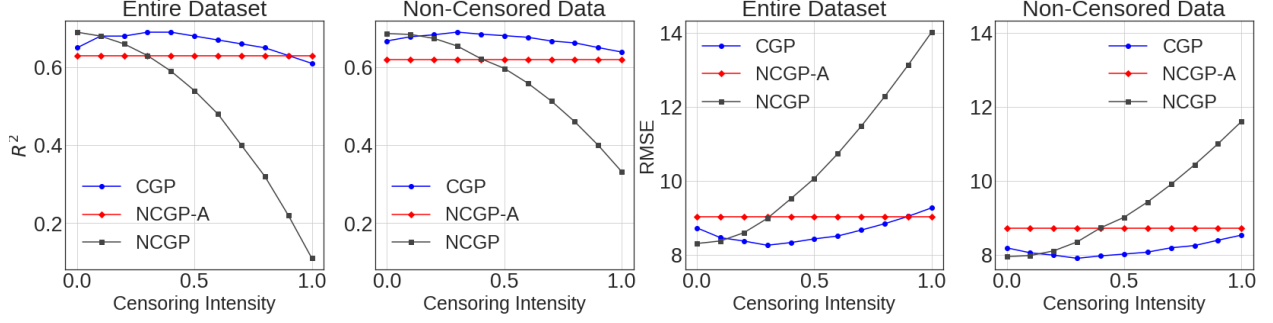 Entire Dataset
R²
0.6
0.4
0.2
CGP
NCGP-A
NCGP
0.0
0.5
1.0
Censoring Intensity
Non-Censored Data
0.6
0.4
0.2
CGP
NCGP-A
NCGP
0.0
0.5
1.0
Censoring Intensity
Entire Dataset
RMSE
14
12
10
8
CGP
NCGP-A
NCGP
0.0
0.5
1.0
Censoring Intensity
Non-Censored Data
14
12
10
8
CGP
NCGP-A
NCGP
0.0
0.5
1.0
Censoring Intensity